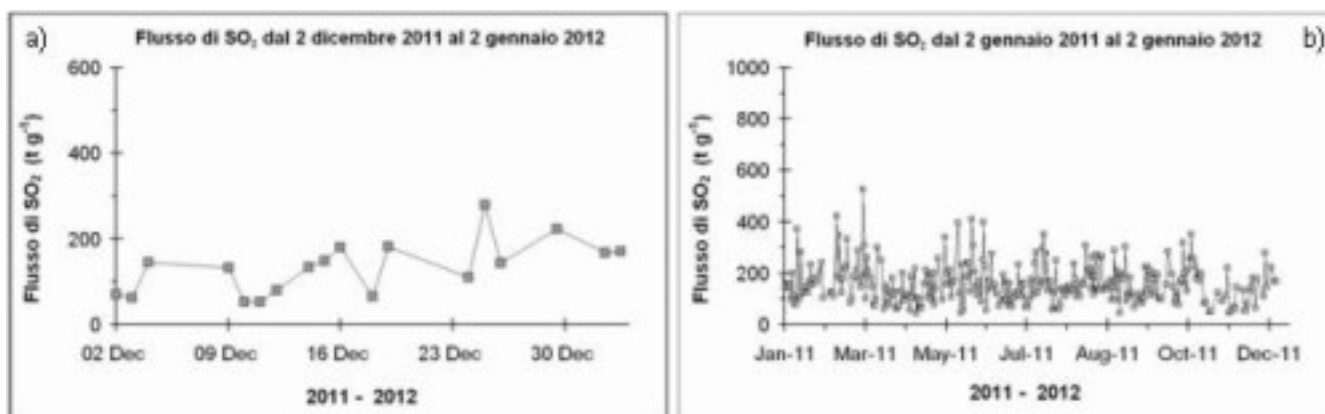 a)
Flusso di SO₂ dal 2 dicembre 2011 al 2 gennaio 2012
Flusso di SO₂ (t g⁻¹)
600
400
200
0
02 Dec 09 Dec 16 Dec 23 Dec 30 Dec
2011 - 2012
b)
Flusso di SO₂ dal 2 gennaio 2011 al 2 gennaio 2012
Flusso di SO₂ (t g⁻¹)
1000
800
600
400
200
0
Jan-11 Mar-11 May-11 Jul-11 Aug-11 Oct-11 Dec-11
2011 - 2012